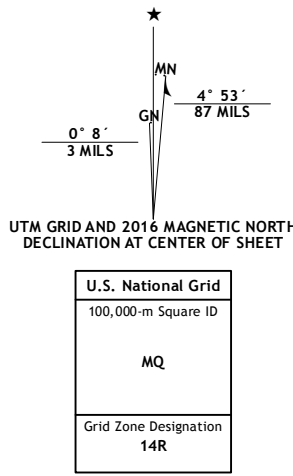 ★
MN
GN
4° 53´
87 MILS
0° 8´
3 MILS
UTM GRID AND 2016 MAGNETIC NORTH
DECLINATION AT CENTER OF SHEET
U.S. National Grid
100,000-m Square ID
MQ
Grid Zone Designation
14R